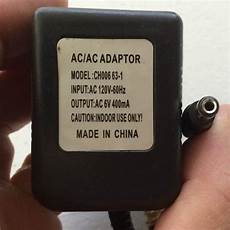 AC/AC ADAPTOR
MODEL:CH006 63-1
INPUT:AC 120V~60Hz
OUTPUT:AC 6V 400mA
CAUTION:INDOOR USE ONLY!
MADE IN CHINA